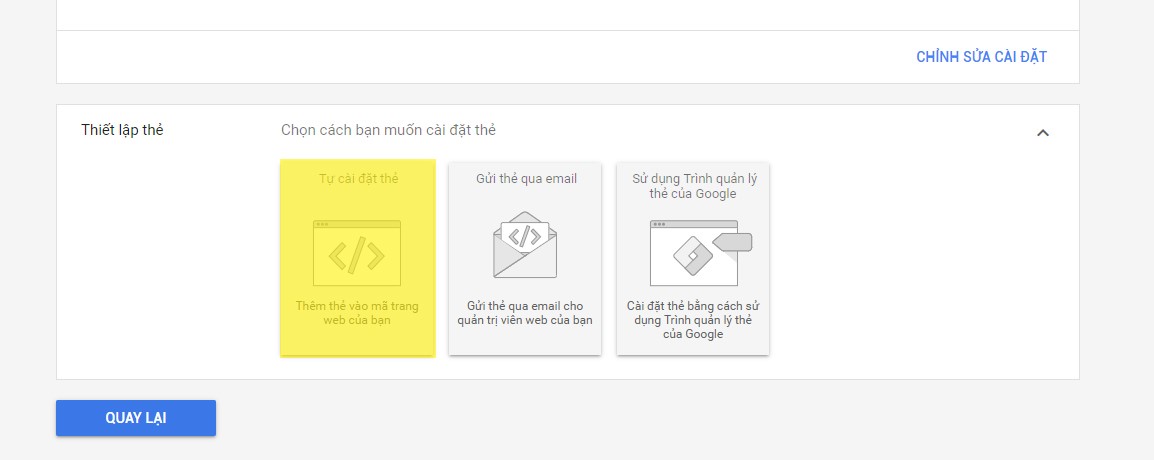 CHỈNH SỬA CÀI ĐẶT
Thiết lập thẻ
Chọn cách bạn muốn cài đặt thẻ
Tự cài đặt thẻ
Thêm thẻ vào mã trang
web của bạn
Gửi thẻ qua email
Gửi thẻ qua email cho
quản trị viên web của bạn
Sử dụng Trình quản lý
thẻ của Google
Cài đặt thẻ bằng cách sử
dụng Trình quản lý thẻ
của Google
QUAY LẠI